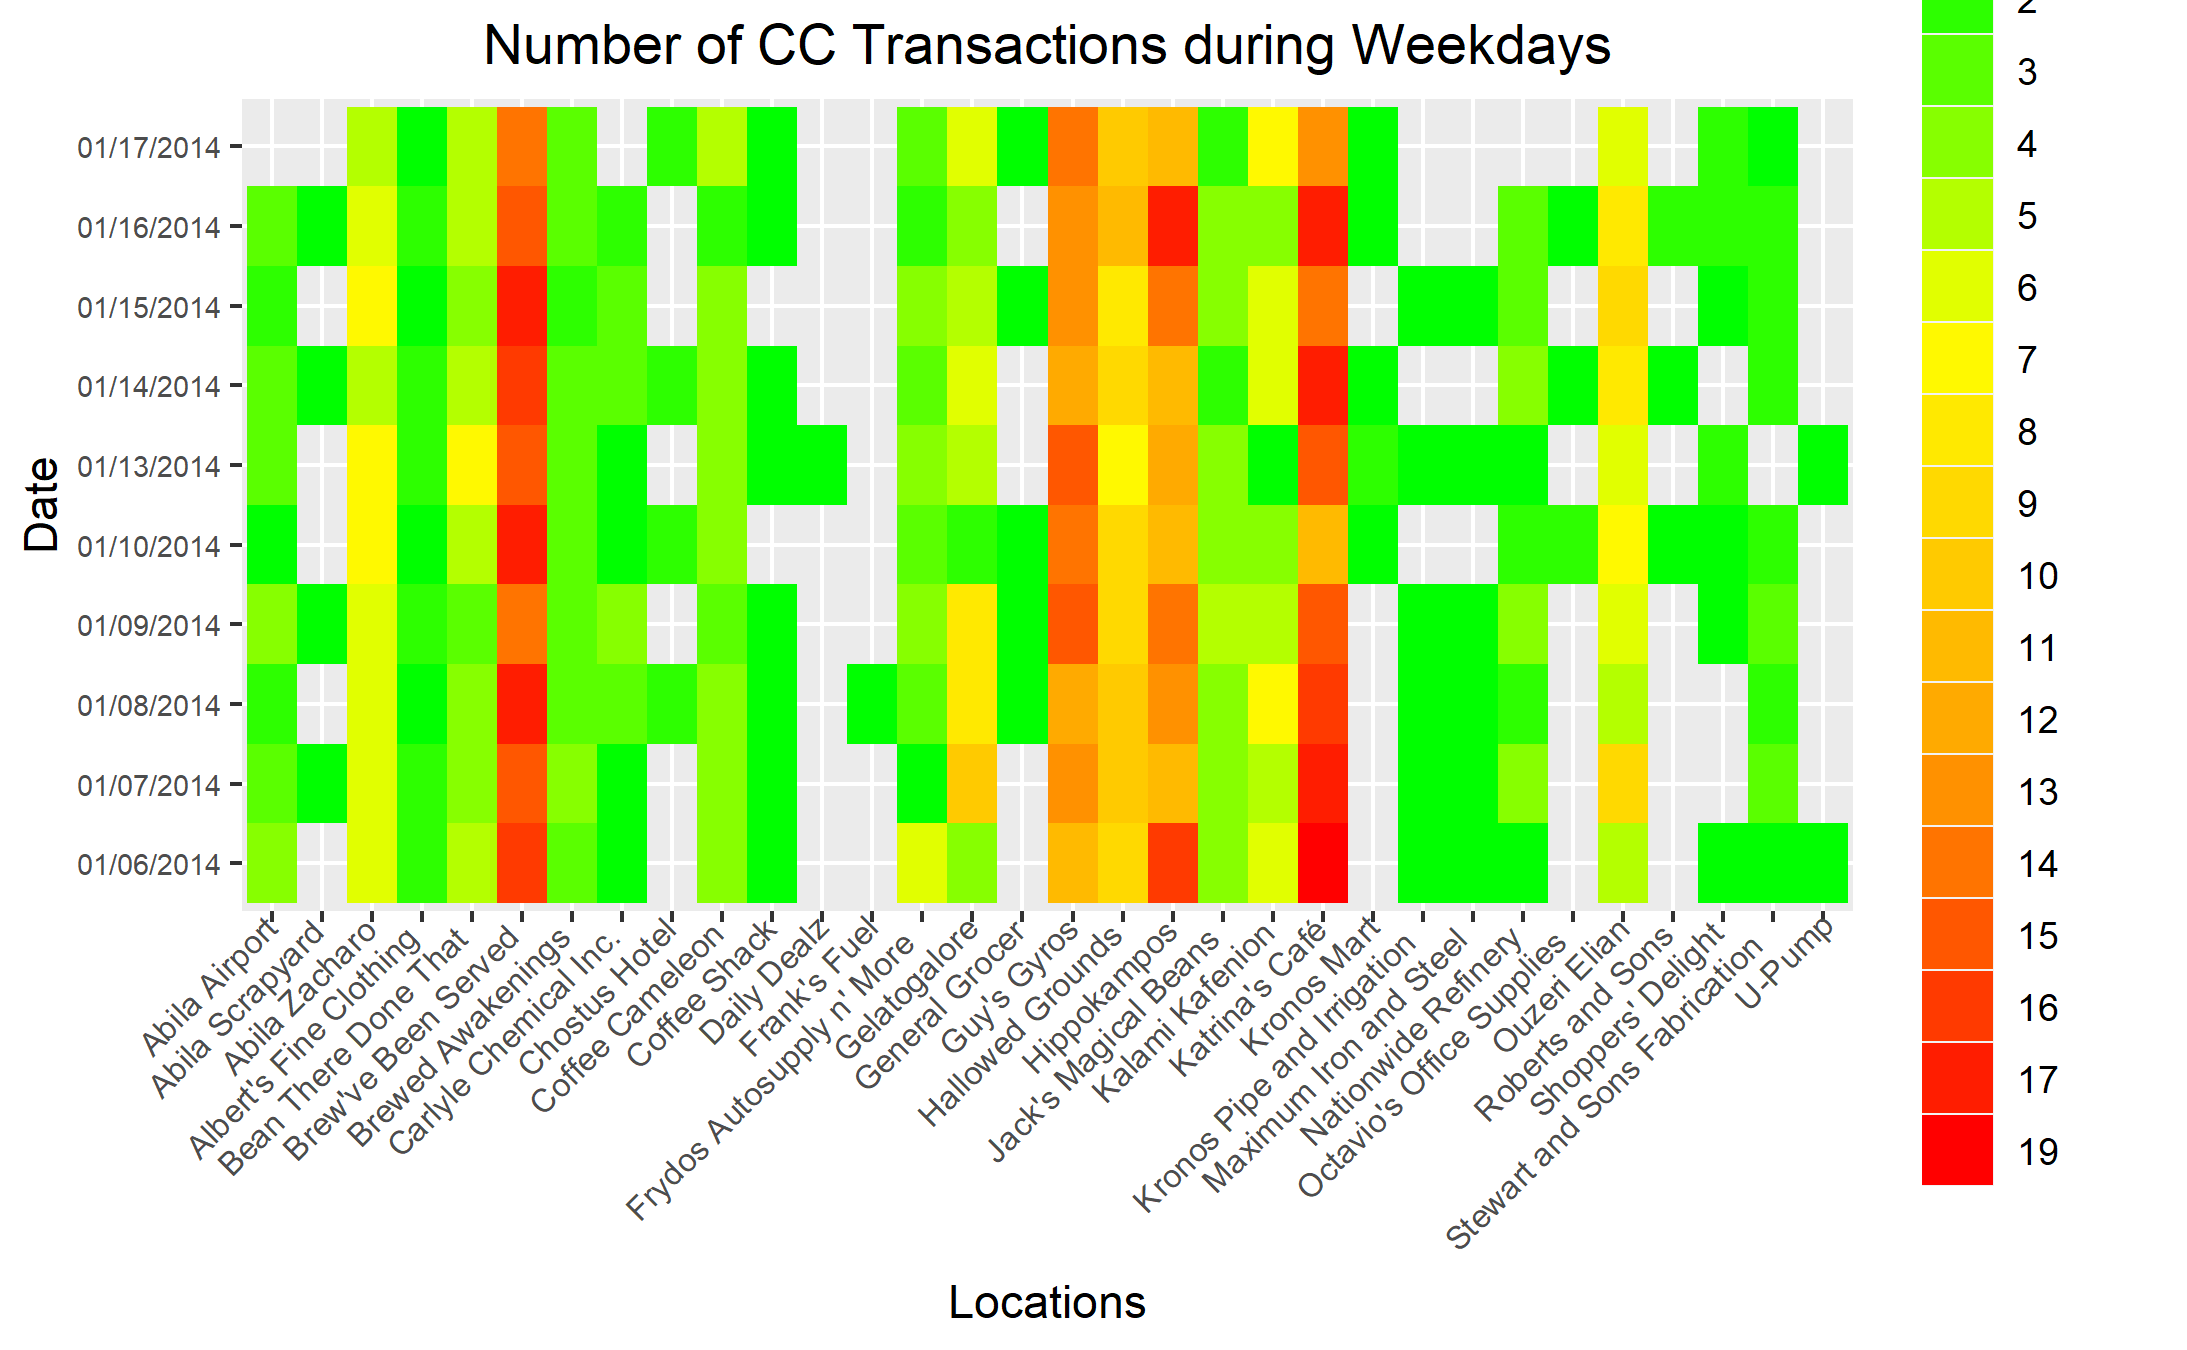 Number of CC Transactions during Weekdays
Date
01/17/2014
01/16/2014
01/15/2014
01/14/2014
01/13/2014
01/10/2014
01/09/2014
01/08/2014
01/07/2014
01/06/2014
Abila Airport
Abila Scrapyard
Abila Zacharo
Albert's Fine Clothing
Bean There Done That
Brew've Been Served
Brewed Awakenings
Carlyle Chemical Inc.
Chostus Hotel
Coffee Cameleon
Coffee Shack
Daily Dealz
Frank's Fuel
Frydos Autosupply n' More
Gelatogalore
General Grocer
Guy's Gyros
Hallowed Grounds
Hippokampos
Jack's Magical Beans
Kalami Kafenion
Katrina's Café
Kronos Mart
Kronos Pipe and Irrigation
Maximum Iron and Steel
Nationwide Refinery
Octavio's Office Supplies
Ouzeri Elian
Roberts and Sons
Shoppers' Delight
Stewart and Sons Fabrication
U-Pump
Locations
2
3
4
5
6
7
8
9
10
11
12
13
14
15
16
17
19